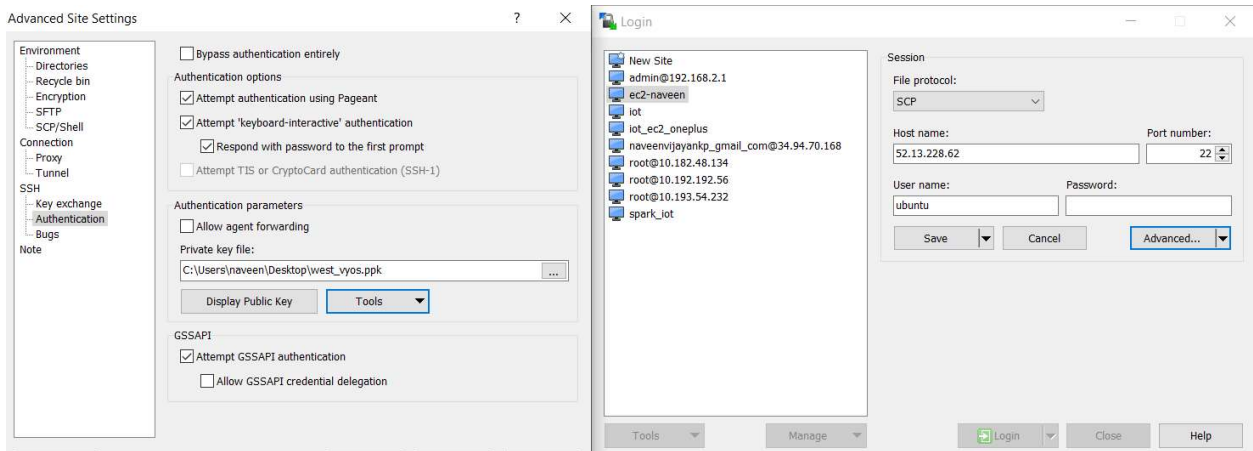 Advanced Site Settings
?
Environment
Directories
Recycle bin
Encryption
SFTP
SCP/Shell
Connection
Proxy
Tunnel
SSH
Key exchange
Authentication
Bugs
Note
Bypass authentication entirely
Authentication options
Attempt authentication using Pageant
Attempt 'keyboard-interactive' authentication
Respond with password to the first prompt
Attempt TIS or CryptoCard authentication (SSH-1)
Authentication parameters
Allow agent forwarding
Private key file:
C:\Users\naveen\Desktop\west_vyos.ppk
...
Display Public Key
Tools
GSSAPI
Attempt GSSAPI authentication
Allow GSSAPI credential delegation
Login
New Site
admin@192.168.2.1
ec2-naveen
iot
iot_ec2_oneplus
naveenvijayankp_gmail_com@34.94.70.168
root@10.182.48.134
root@10.192.192.56
root@10.193.54.232
spark_iot
Tools
Manage
Session
File protocol:
SCP
Host name:
Port number:
52.13.228.62
22
User name:
Password:
ubuntu
Save
Cancel
Advanced...
Login
Close
Help